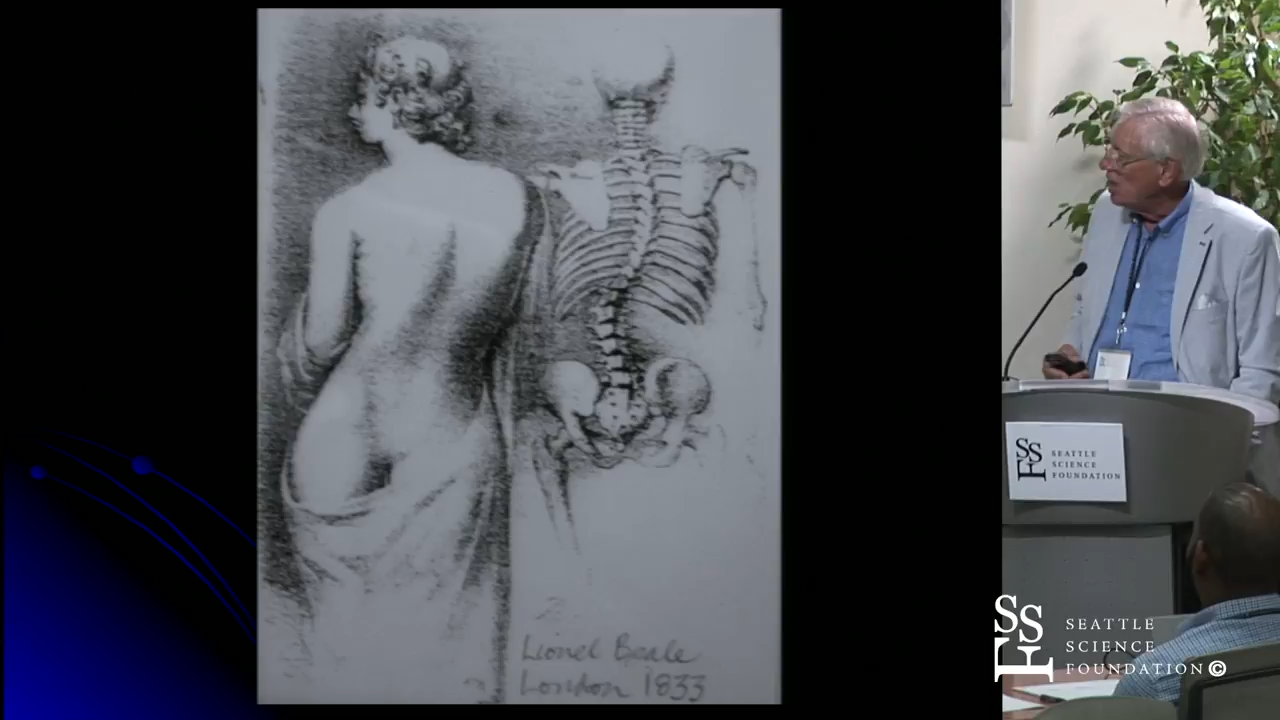 Lionel Beale
London 1833
SSF
SEATTLE
SCIENCE
FOUNDATION
SSF
SEATTLE
SCIENCE
FOUNDATION©